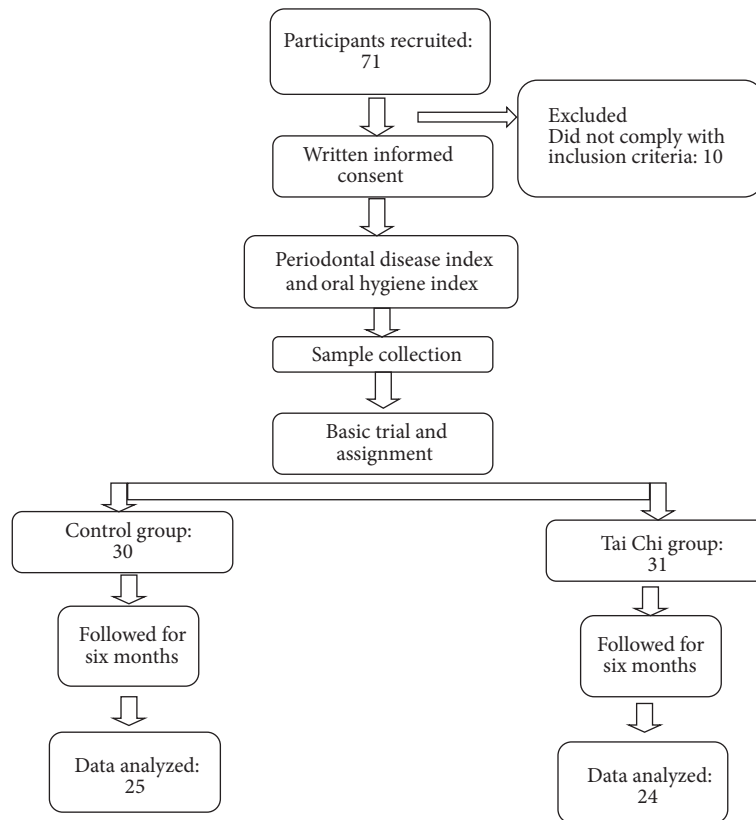 Participants recruited:
71
Excluded
Did not comply with
inclusion criteria: 10
Written informed
consent
Periodontal disease index
and oral hygiene index
Sample collection
Basic trial and
assignment
Control group:
30
Tai Chi group:
31
Followed for
six months
Followed for
six months
Data analyzed:
25
Data analyzed:
24